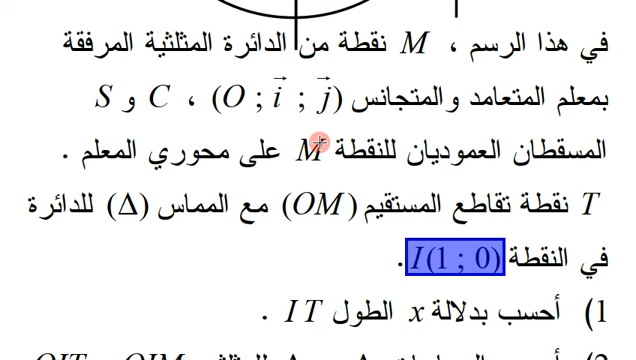 في هذا الرسم ، M نقطة من الدائرة المثلثية المرفقة
بمعلم المتعامد والمتجانس (O ; i⃗ ; j⃗) ، C و S
المسقطان العموديان للنقطة M على محوري المعلم .
T نقطة تقاطع المستقيم (OM) مع المماس (Δ) للدائرة
في النقطة I(1 ; 0) .
1) أحسب بدلالة x الطول IT .